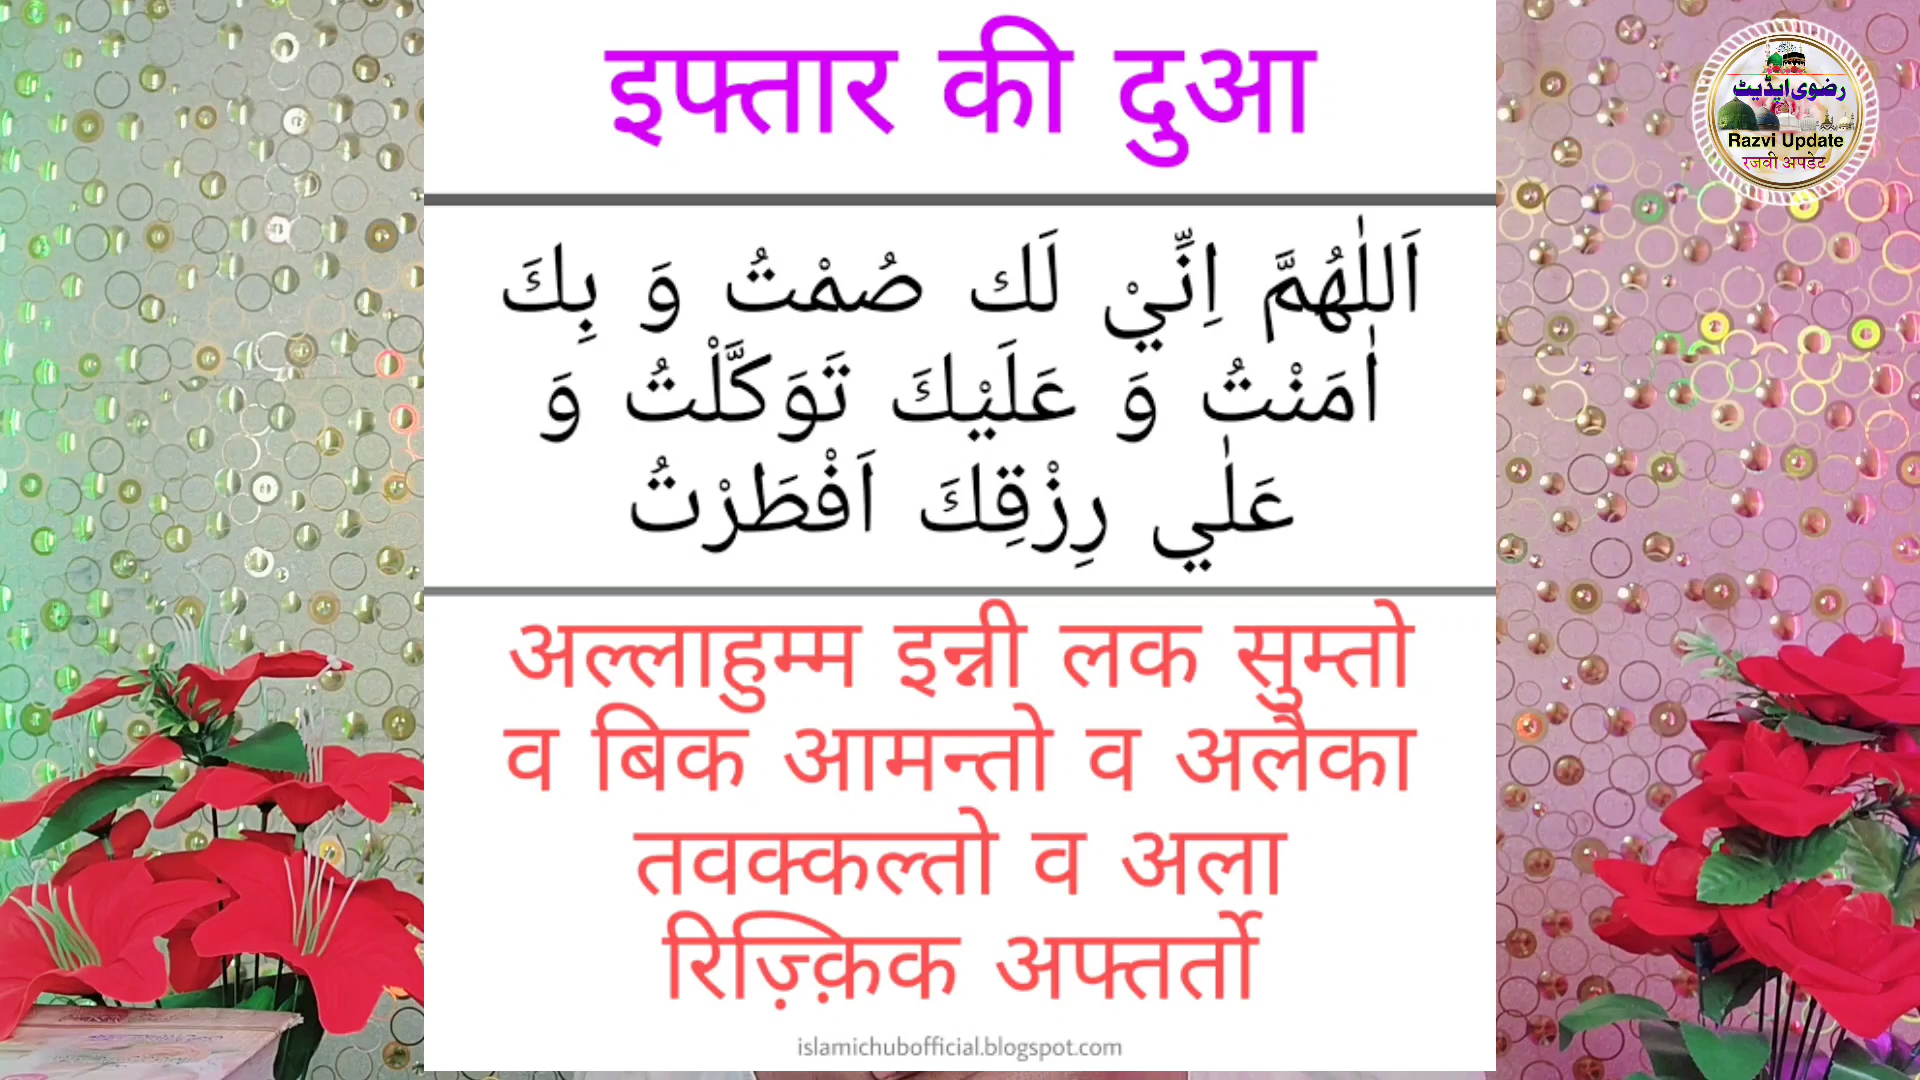 इफ्तार की दुआ
رضوی اپڈیٹ
Razvi Update
रजवी अपडेट
اَللٰهُمَّ اِنِّيْ لَك صُمْتُ وَ بِكَ
اٰمَنْتُ وَ عَلَيْكَ تَوَكَّلْتُ وَ
عَلٰي رِزْقِكَ اَفْطَرْتُ
अल्लाहुम्म इन्नी लक सुम्तो
व बिक आमन्तो व अलैका
तवक्कल्तो व अला
रिज़्क़िक अफ्तर्तो
islamichubofficial.blogspot.com